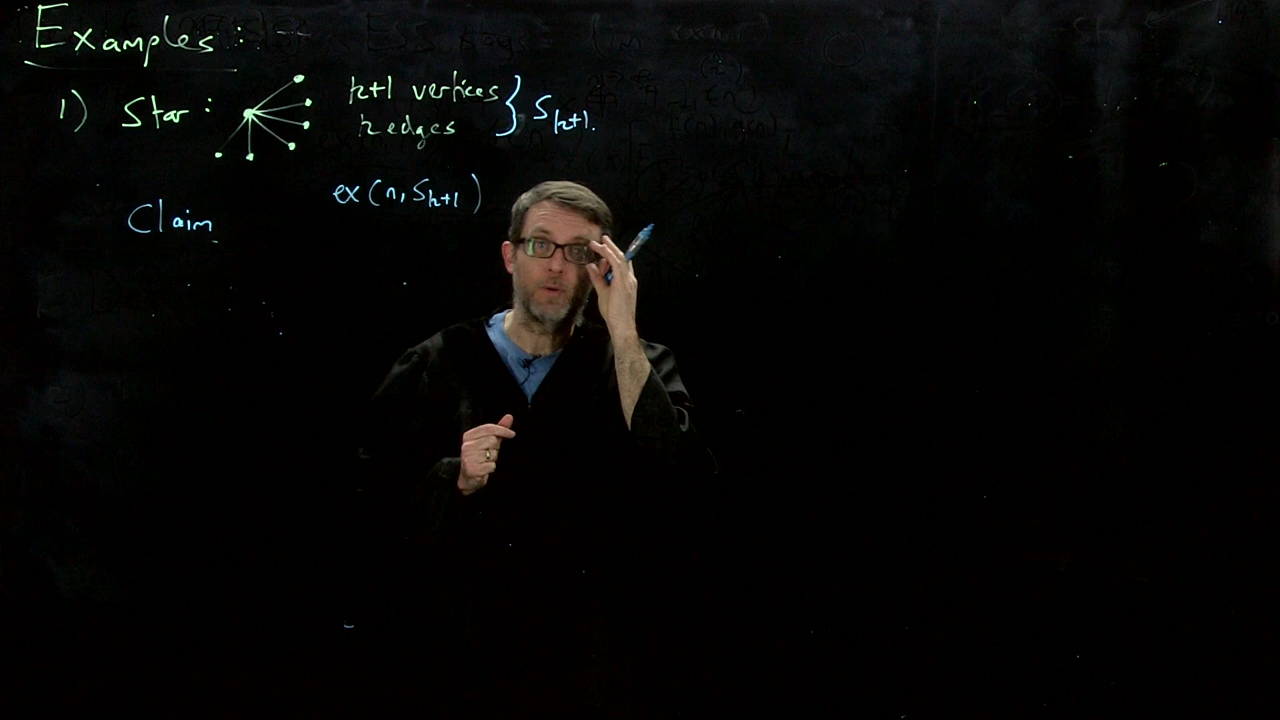 Examples:
1) Star: k+1 vertices
k edges } S_{k+1}.
ex(n, S_{k+1})
Claim